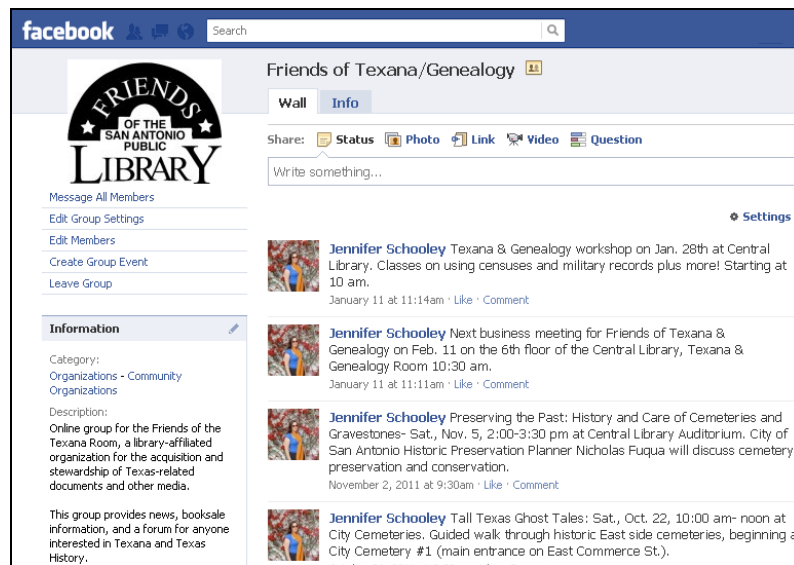 facebook
Search
FRIENDS
OF THE
SAN ANTONIO
PUBLIC
LIBRARY
Message All Members
Edit Group Settings
Edit Members
Create Group Event
Leave Group
Information
Category:
Organizations - Community
Organizations
Description:
Online group for the Friends of the
Texana Room, a library-affiliated
organization for the acquisition and
stewardship of Texas-related
documents and other media.
This group provides news, booksale
information, and a forum for anyone
interested in Texana and Texas
History.
Friends of Texana/Genealogy
Wall Info
Share: Status Photo Link Video Question
Write something...
Settings
Jennifer Schooley Texana & Genealogy workshop on Jan. 28th at Central
Library. Classes on using censuses and military records plus more! Starting at
10 am.
January 11 at 11:14am · Like · Comment
Jennifer Schooley Next business meeting for Friends of Texana &
Genealogy on Feb. 11 on the 6th floor of the Central Library, Texana &
Genealogy Room 10:30 am.
January 11 at 11:11am · Like · Comment
Jennifer Schooley Preserving the Past: History and Care of Cemeteries and
Gravestones- Sat., Nov. 5, 2:00-3:30 pm at Central Library Auditorium. City of
San Antonio Historic Preservation Planner Nicholas Fuqua will discuss cemetery
preservation and conservation.
November 2, 2011 at 9:30am · Like · Comment
Jennifer Schooley Tall Texas Ghost Tales: Sat., Oct. 22, 10:00 am- noon at
City Cemeteries. Guided walk through historic East side cemeteries, beginning
City Cemetery #1 (main entrance on East Commerce St.).